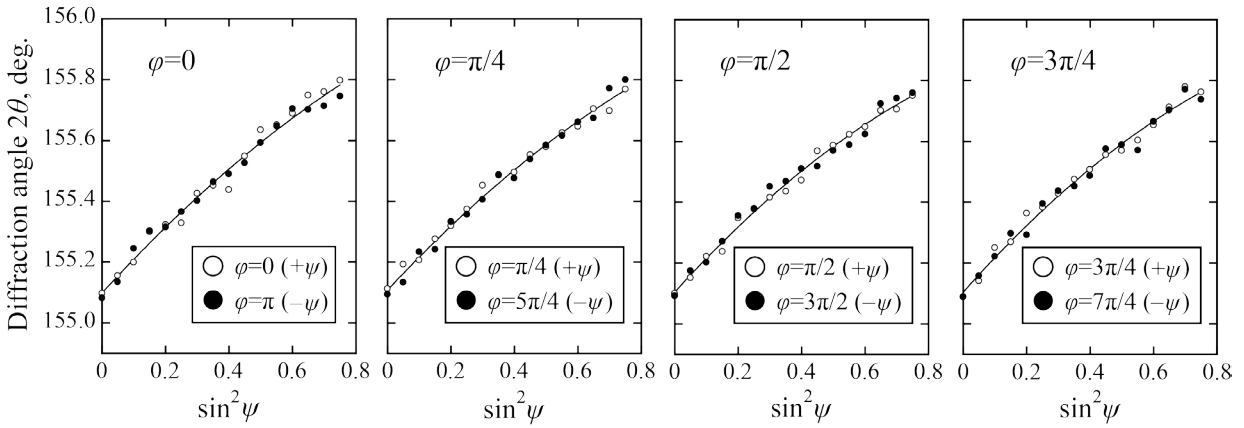 Diffraction angle 2θ, deg.
156.0
155.8
155.6
155.4
155.2
155.0
φ=0
φ=0 (+ψ)
φ=π (−ψ)
0 0.2 0.4 0.6 0.8
sin²ψ
φ=π/4
φ=π/4 (+ψ)
φ=5π/4 (−ψ)
0 0.2 0.4 0.6 0.8
sin²ψ
φ=π/2
φ=π/2 (+ψ)
φ=3π/2 (−ψ)
0 0.2 0.4 0.6 0.8
sin²ψ
φ=3π/4
φ=3π/4 (+ψ)
φ=7π/4 (−ψ)
0 0.2 0.4 0.6 0.8
sin²ψ